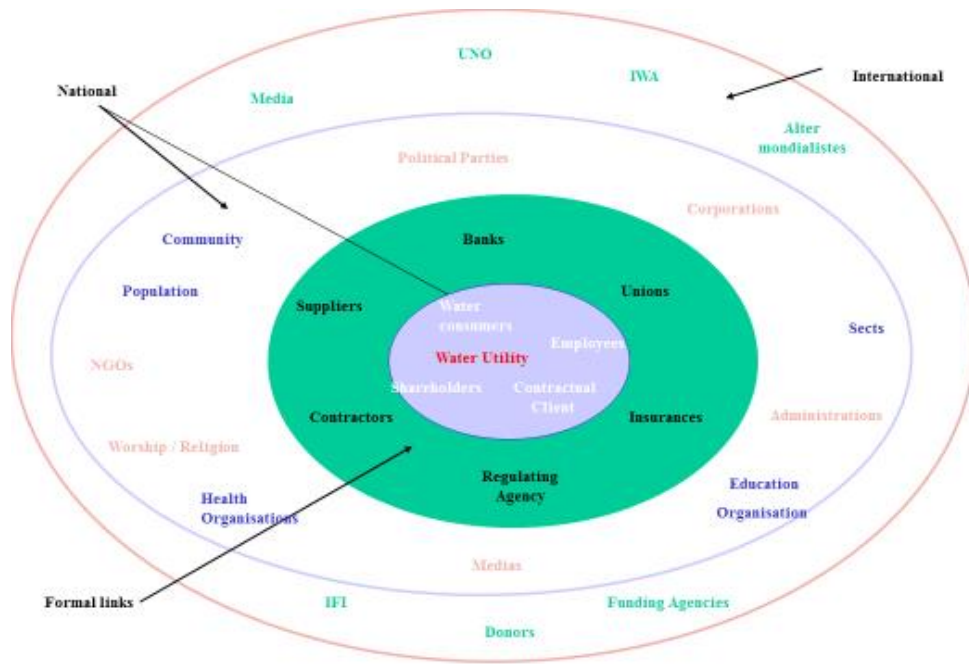 UNO
IWA
International
National
Media
Alter
mondialistes
Political Parties
Corporations
Community
Banks
Population
Unions
Suppliers
Water
consumers
Sects
Employees
Water Utility
NGOs
Shareholders
Contractual
Client
Contractors
Insurances
Administrations
Worship / Religion
Regulating
Agency
Education
Organisation
Health
Organisations
Medias
Formal links
IFI
Funding Agencies
Donors